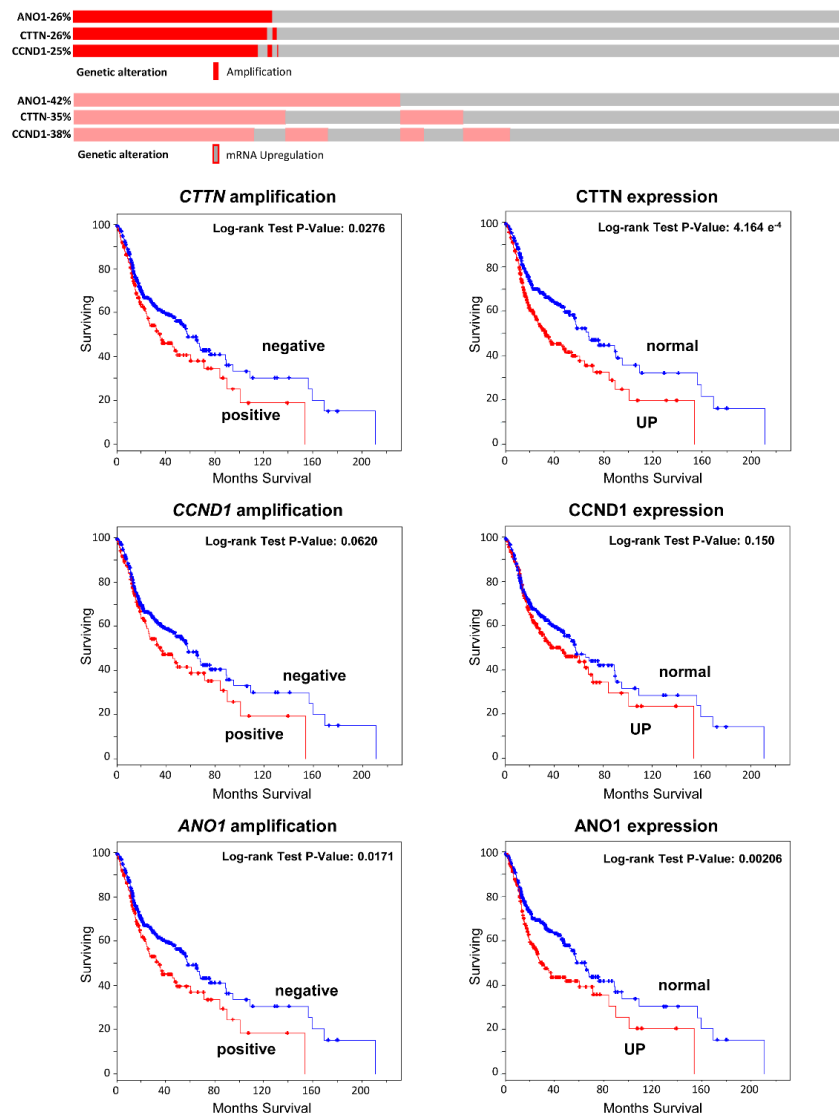 ANO1-26%
CTTN-26%
CCND1-25%
Genetic alteration Amplification
ANO1-42%
CTTN-35%
CCND1-38%
Genetic alteration mRNA Upregulation
CTTN amplification
Log-rank Test P-Value: 0.0276
100
80
60
40
20
0
Surviving
negative
positive
0 40 80 120 160 200
Months Survival
CTTN expression
Log-rank Test P-Value: 4.164 e-4
100
80
60
40
20
0
Surviving
normal
UP
0 40 80 120 160 200
Months Survival
CCND1 amplification
Log-rank Test P-Value: 0.0620
100
80
60
40
20
0
Surviving
negative
positive
0 40 80 120 160 200
Months Survival
CCND1 expression
Log-rank Test P-Value: 0.150
100
80
60
40
20
0
Surviving
normal
UP
0 40 80 120 160 200
Months Survival
ANO1 amplification
Log-rank Test P-Value: 0.0171
100
80
60
40
20
0
Surviving
negative
positive
0 40 80 120 160 200
Months Survival
ANO1 expression
Log-rank Test P-Value: 0.00206
100
80
60
40
20
0
Surviving
normal
UP
0 40 80 120 160 200
Months Survival